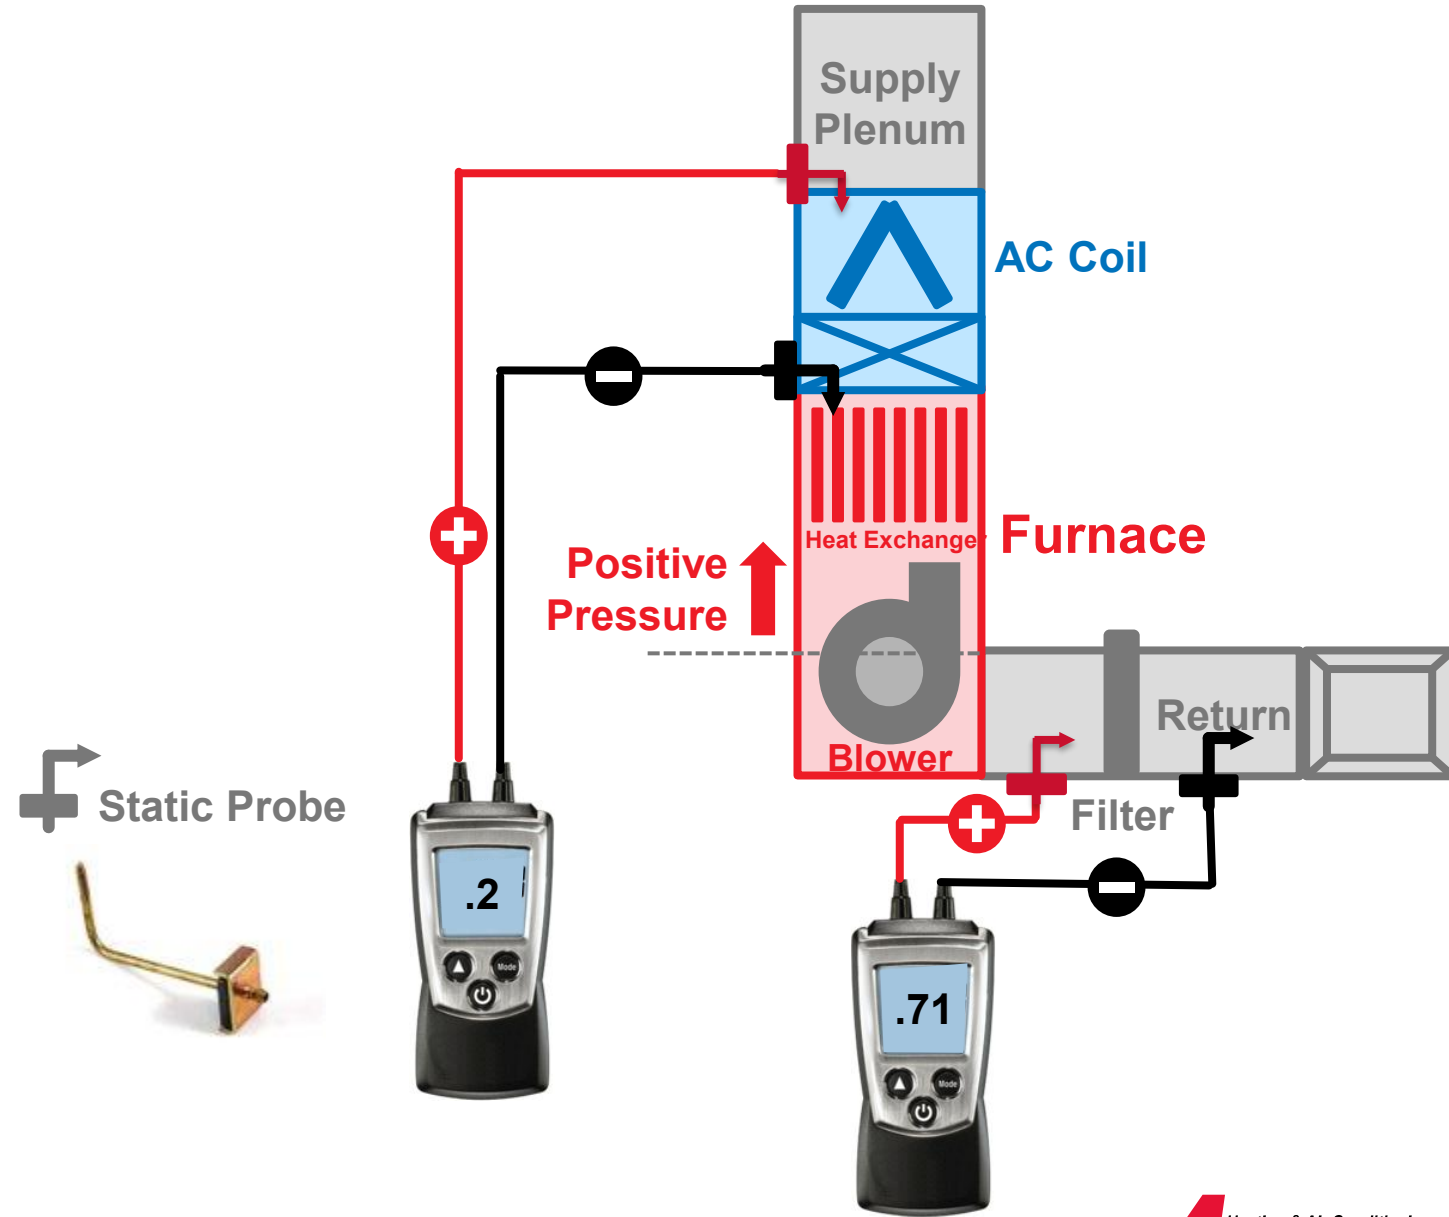 Supply
Plenum
AC Coil
Heat Exchanger
Furnace
Positive
Pressure
Return
Blower
Static Probe
Filter
.2
Mode
.71
Mode